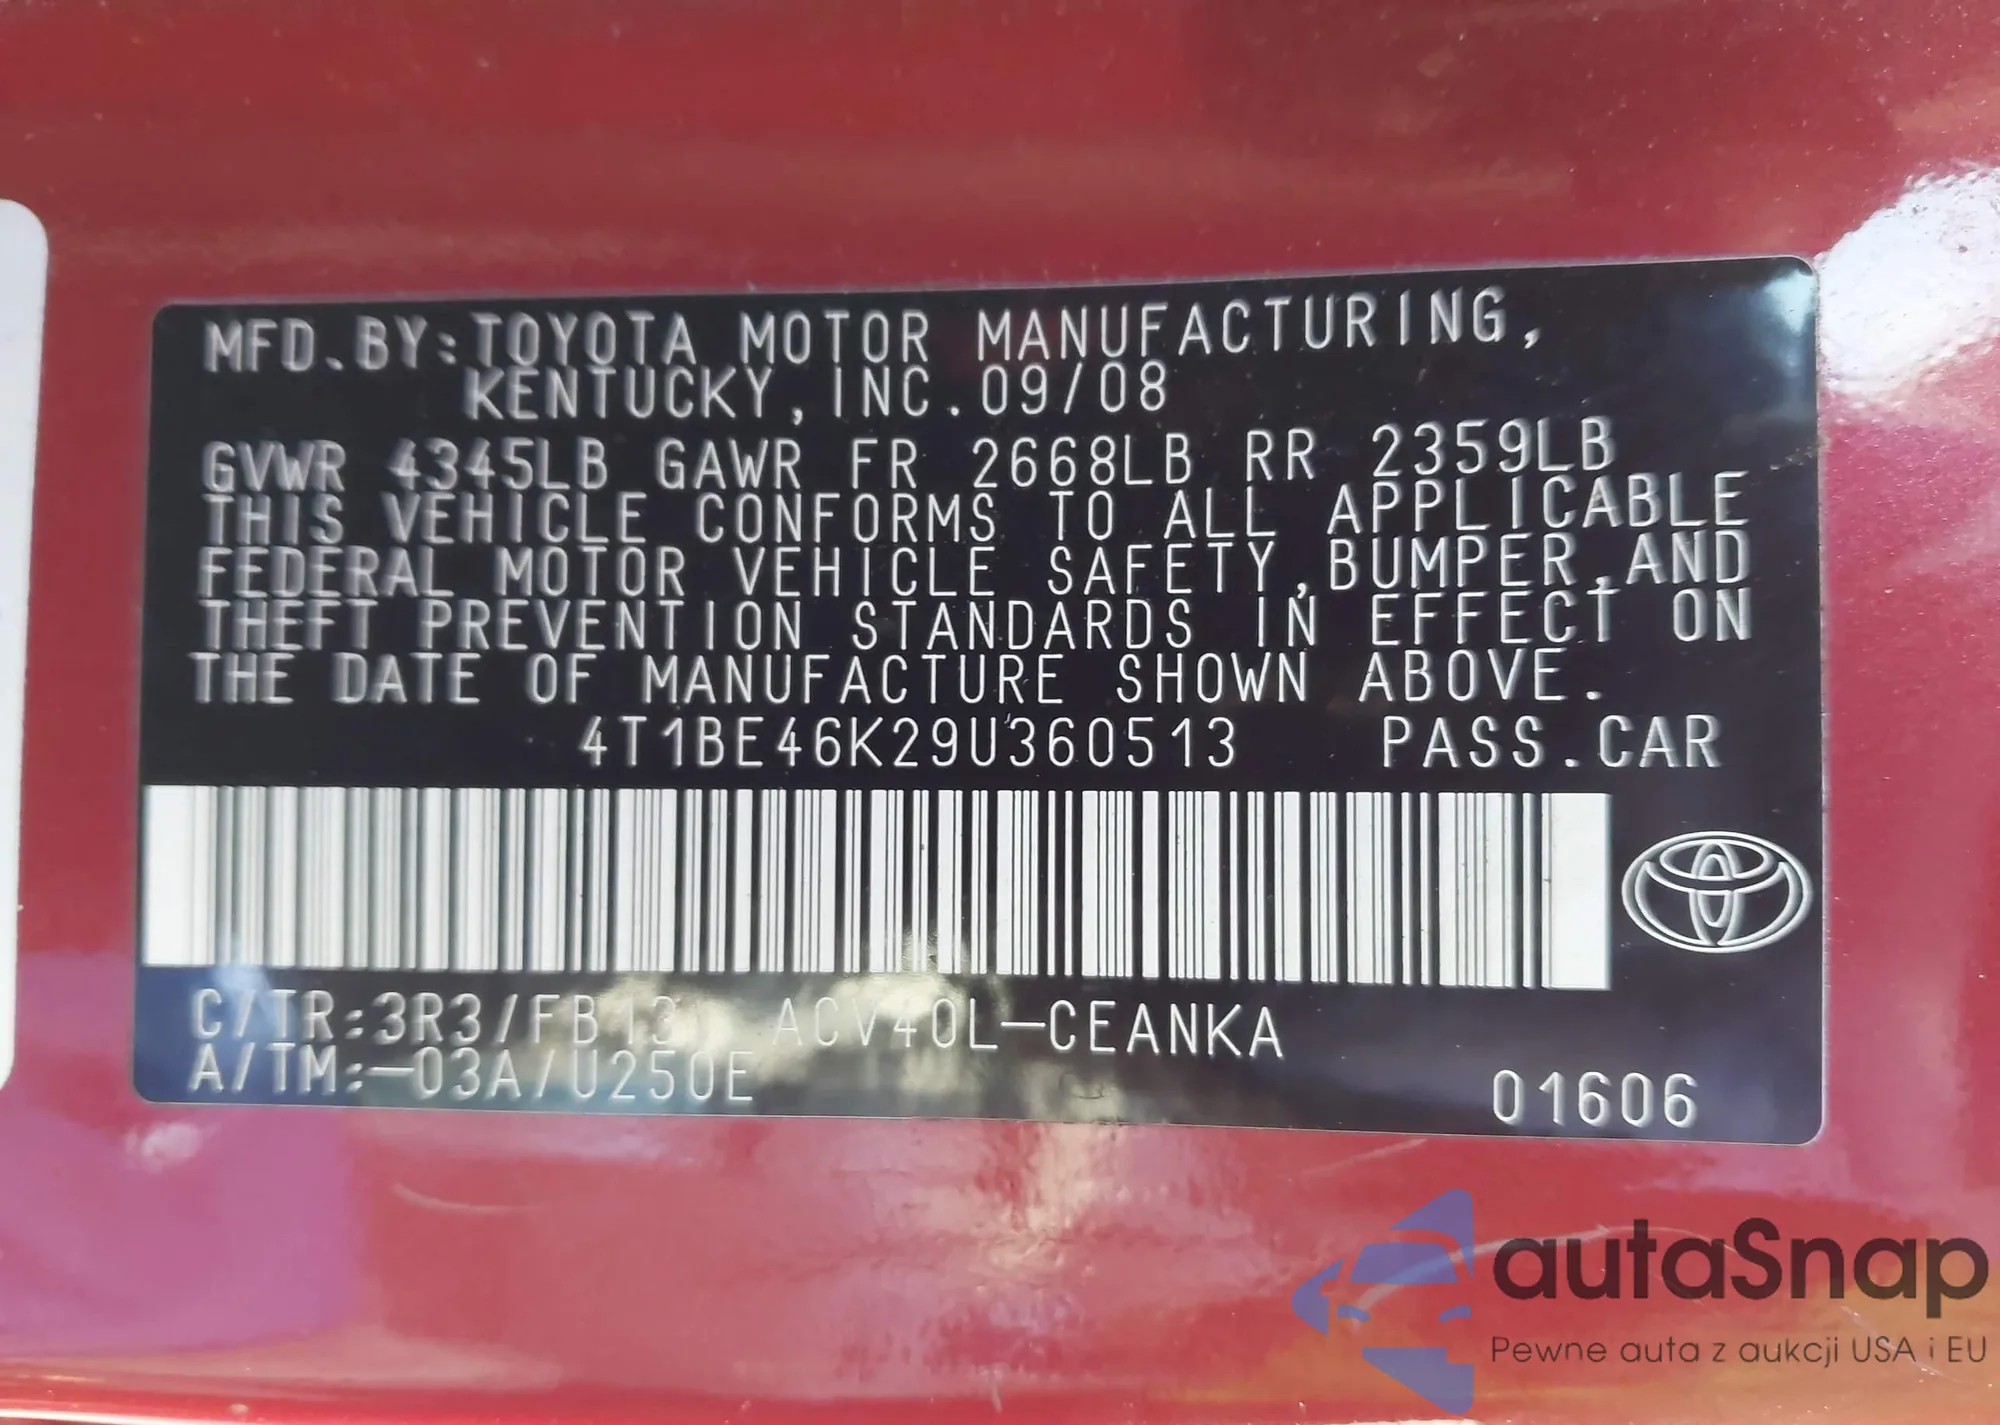 MFD.BY:TOYOTA MOTOR MANUFACTURING,
KENTUCKY, INC.09/08
GVWR 4345LB GAWR FR 2668LB RR 2359LB
THIS VEHICLE CONFORMS TO ALL APPLICABLE
FEDERAL MOTOR VEHICLE SAFETY,BUMPER,AND
THEFT PREVENTION STANDARDS IN EFFECT ON
THE DATE OF MANUFACTURE SHOWN ABOVE.
4T1BE46K29U360513 PASS.CAR
C/TR:3R3/FB13 ACV40L-CEANKA
A/TM:-03A/U250E
01606
autaSnap
Pewne auta z aukcji USA i EU